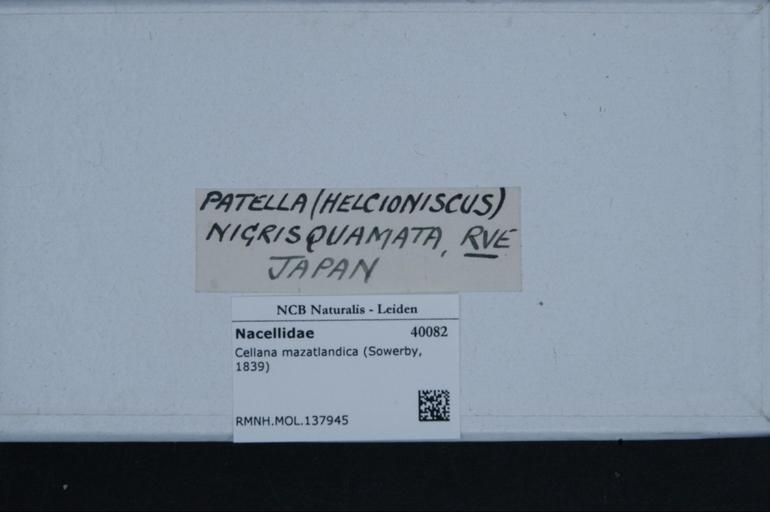 PATELLA (HELCIONISCUS)
NIGRISQUAMATA, RVE
JAPAN
NCB Naturalis - Leiden
Nacellidae 40082
Cellana mazatlandica (Sowerby,
1839)
RMNH.MOL.137945